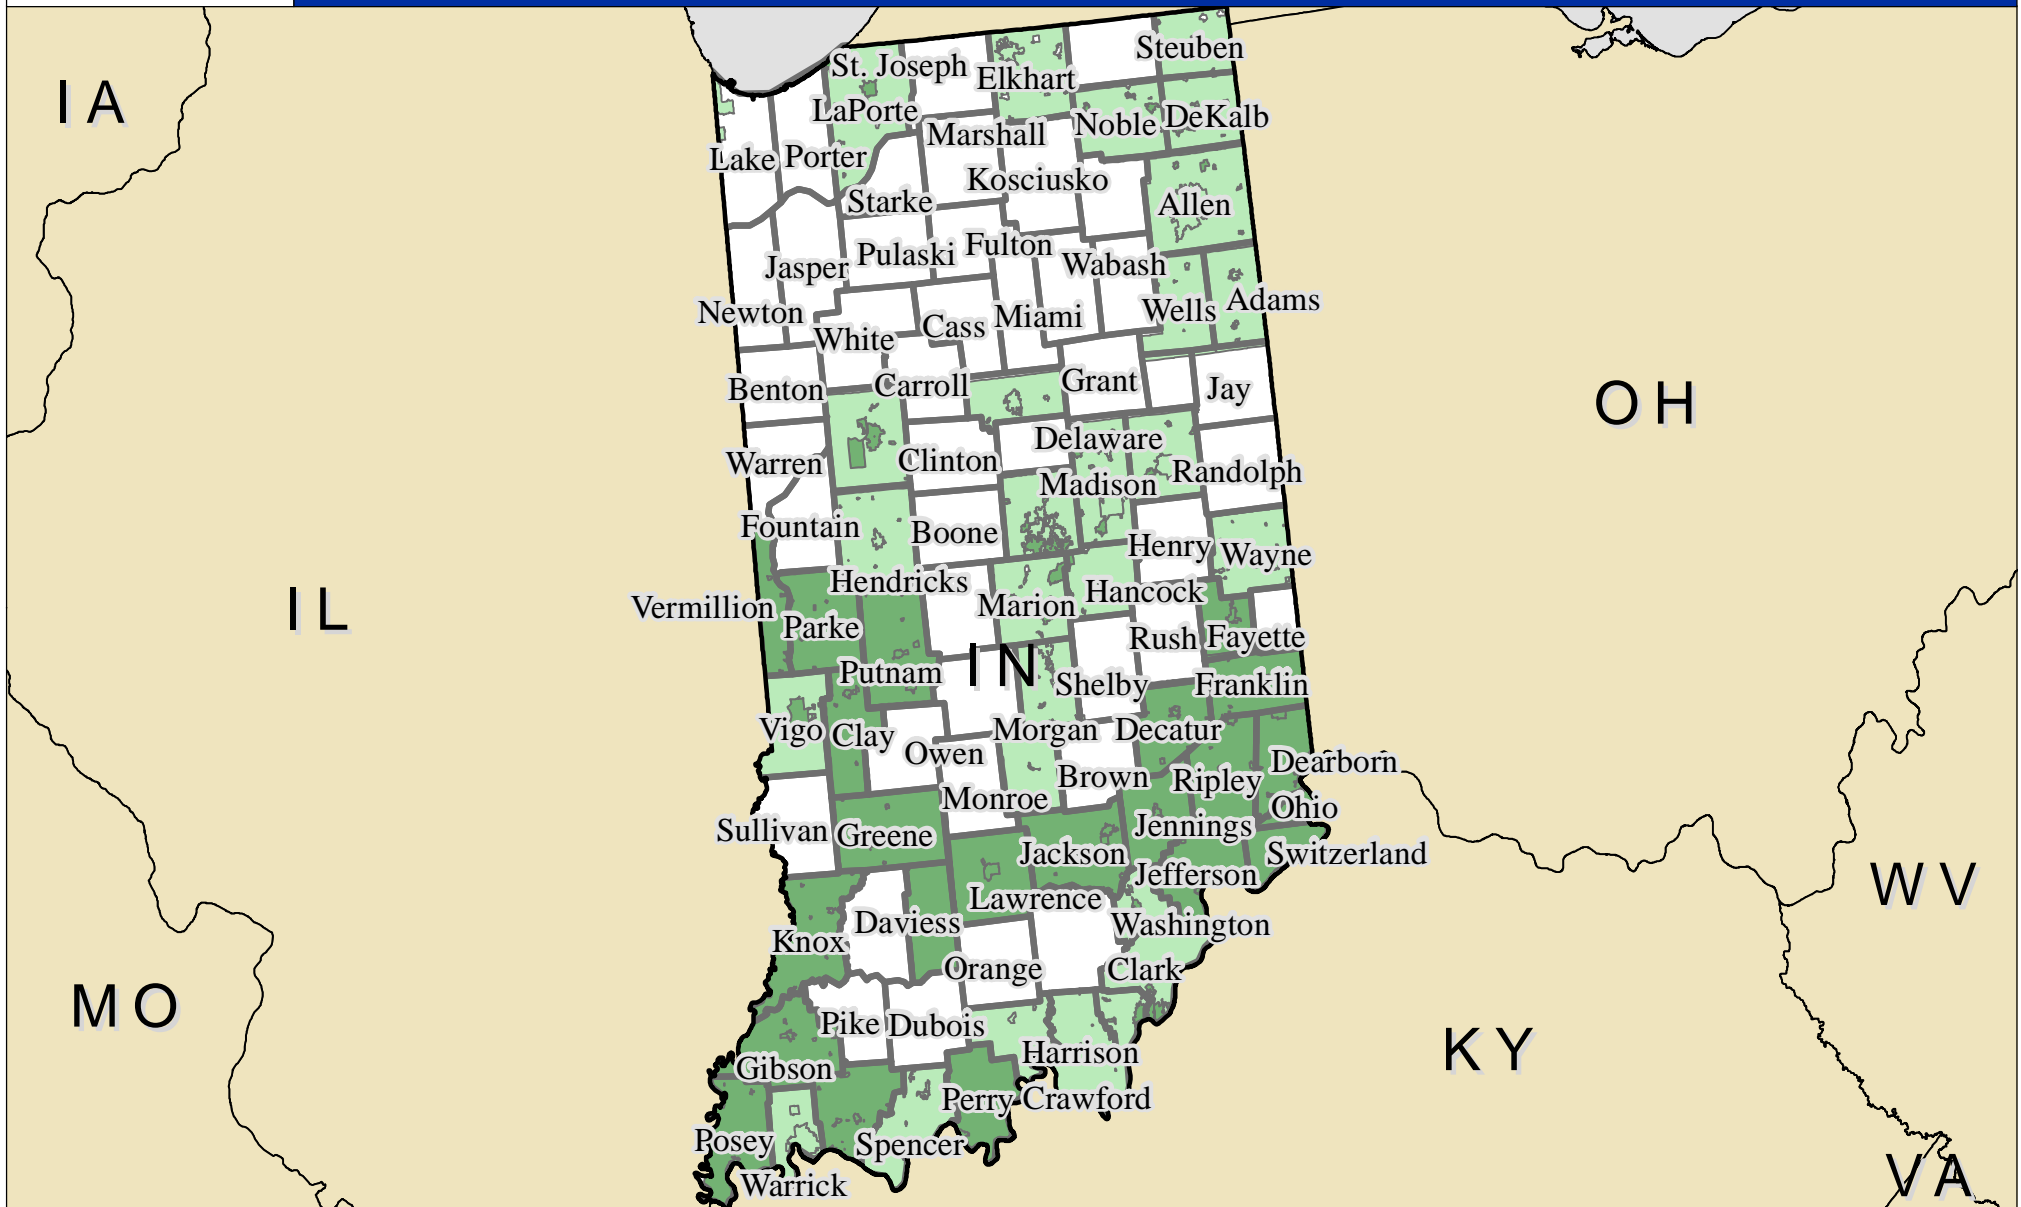 Steuben
St. Joseph
Elkhart
IA
LaPorte
Noble
DeKalb
Marshall
Lake
Porter
Kosciusko
Starke
Allen
Fulton
Pulaski
Wabash
Jasper
Newton
Wells
Adams
Miami
Cass
White
Benton
Carroll
Grant
Jay
OH
Warren
Clinton
Delaware
Randolph
Madison
Fountain
Boone
Henry
Wayne
Hendricks
Hancock
IL
Vermillion
Marion
Parke
Rush
Fayette
IN
Putnam
Shelby
Franklin
Vigo
Clay
Morgan
Decatur
Owen
Dearborn
Brown
Ripley
Monroe
Ohio
Sullivan
Greene
Jennings
Jackson
Switzerland
Jefferson
WV
Lawrence
Daviess
Washington
Knox
Orange
Clark
MO
Pike
Dubois
Harrison
KY
Gibson
Perry
Crawford
Posey
Spencer
Warrick
VA